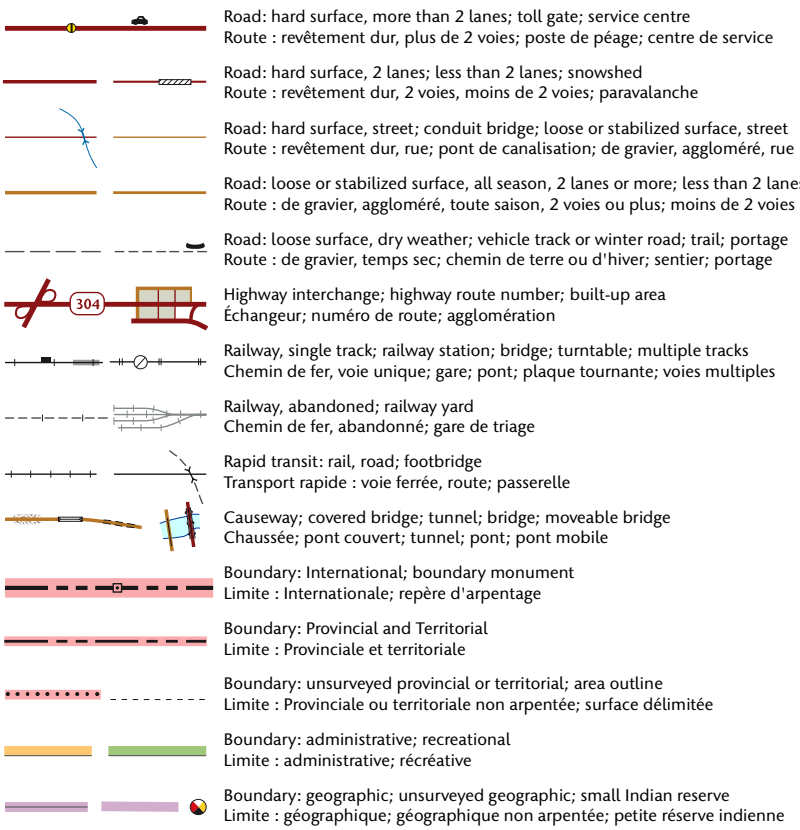 Road: hard surface, more than 2 lanes; toll gate; service centre
Route : revêtement dur, plus de 2 voies; poste de péage; centre de service
Road: hard surface, 2 lanes; less than 2 lanes; snowshed
Route : revêtement dur, 2 voies, moins de 2 voies; paravalanche
Road: hard surface, street; conduit bridge; loose or stabilized surface, street
Route : revêtement dur, rue; pont de canalisation; de gravier, aggloméré, rue
Road: loose or stabilized surface, all season, 2 lanes or more; less than 2 lanes
Route : de gravier, aggloméré, toute saison, 2 voies ou plus; moins de 2 voies
Road: loose surface, dry weather; vehicle track or winter road; trail; portage
Route : de gravier, temps sec; chemin de terre ou d'hiver; sentier; portage
304
Highway interchange; highway route number; built-up area
Échangeur; numéro de route; agglomération
Railway, single track; railway station; bridge; turntable; multiple tracks
Chemin de fer, voie unique; gare; pont; plaque tournante; voies multiples
Railway, abandoned; railway yard
Chemin de fer, abandonné; gare de triage
Rapid transit: rail, road; footbridge
Transport rapide : voie ferrée, route; passerelle
Causeway; covered bridge; tunnel; bridge; moveable bridge
Chaussée; pont couvert; tunnel; pont; pont mobile
Boundary: International; boundary monument
Limite : Internationale; repère d'arpentage
Boundary: Provincial and Territorial
Limite : Provinciale et territoriale
Boundary: unsurveyed provincial or territorial; area outline
Limite : Provinciale ou territoriale non arpentée; surface délimitée
Boundary: administrative; recreational
Limite : administrative; récréative
Boundary: geographic; unsurveyed geographic; small Indian reserve
Limite : géographique; géographique non arpentée; petite réserve indienne